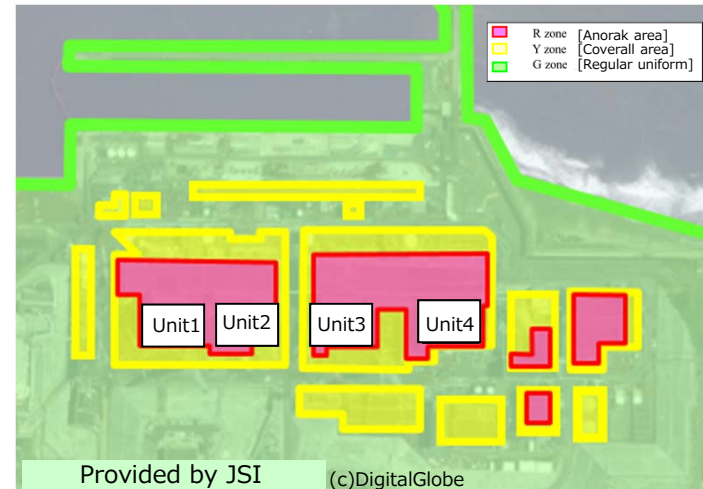 R zone [Anorak area]
Y zone [Coverall area]
G zone [Regular uniform]
Unit1
Unit2
Unit3
Unit4
Provided by JSI
(c)DigitalGlobe